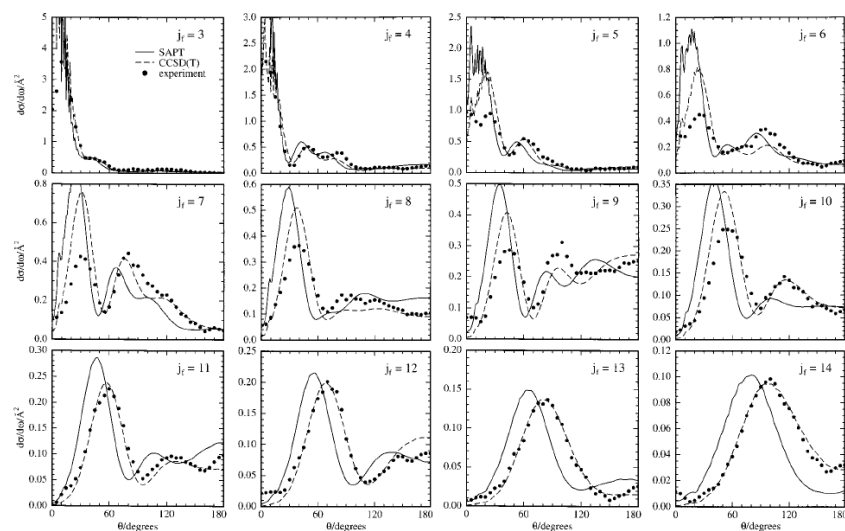 dσ/dω/Å²
5
4
3
2
1
0
j_f = 3
SAPT
CCSD(T)
experiment
3.0
2.5
2.0
1.5
1.0
0.5
0.0
j_f = 4
2.5
2.0
1.5
1.0
0.5
0.0
j_f = 5
1.2
0.9
0.6
0.3
0.0
j_f = 6
dσ/dω/Å²
0.8
0.6
0.4
0.2
0.0
j_f = 7
0.6
0.5
0.4
0.3
0.2
0.1
0.0
j_f = 8
0.5
0.4
0.3
0.2
0.1
0.0
j_f = 9
0.35
0.30
0.25
0.20
0.15
0.10
0.05
0.00
j_f = 10
dσ/dω/Å²
0.30
0.25
0.20
0.15
0.10
0.05
0.00
j_f = 11
0 60 120 180
θ/degrees
0.20
0.15
0.10
0.05
0.00
j_f = 12
0 60 120 180
θ/degrees
0.20
0.15
0.10
0.05
0.00
j_f = 13
0 60 120 180
θ/degrees
0.12
0.10
0.08
0.06
0.04
0.02
0.00
j_f = 14
0 60 120 180
θ/degrees